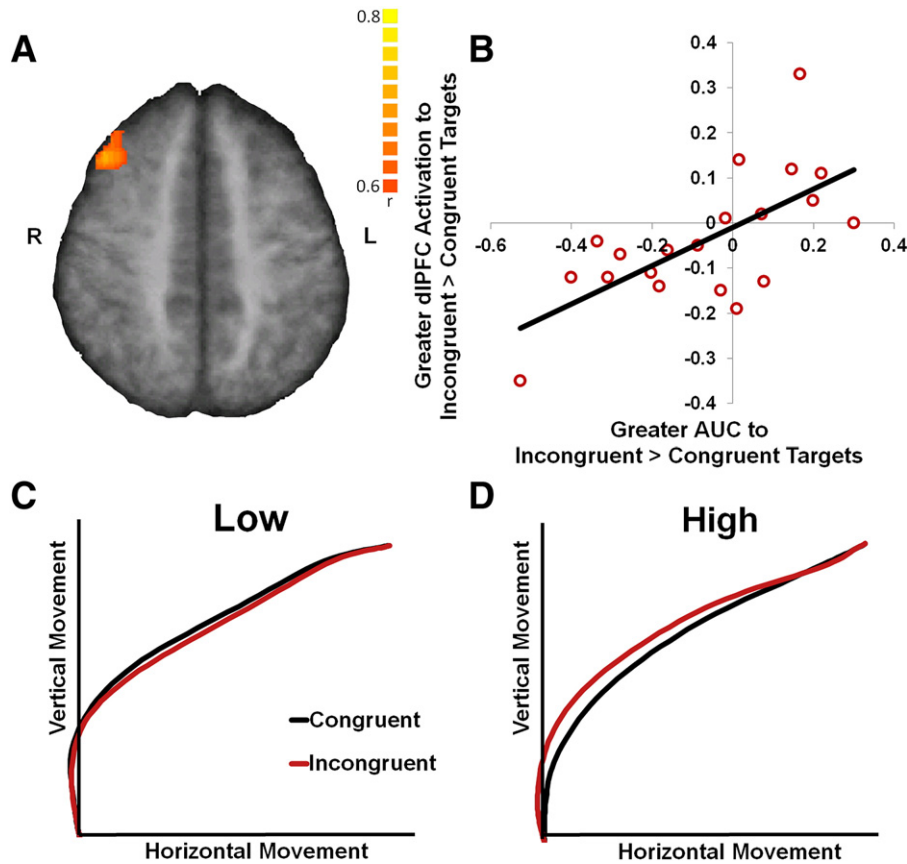 A
0.8
0.6
r
R
L
B
Greater dlPFC Activation to
Incongruent > Congruent Targets
0.4
0.3
0.2
0.1
0
-0.1
-0.2
-0.3
-0.4
-0.6
-0.4
-0.2
0
0.2
0.4
Greater AUC to
Incongruent > Congruent Targets
C
Low
Vertical Movement
Congruent
Incongruent
Horizontal Movement
D
High
Vertical Movement
Horizontal Movement